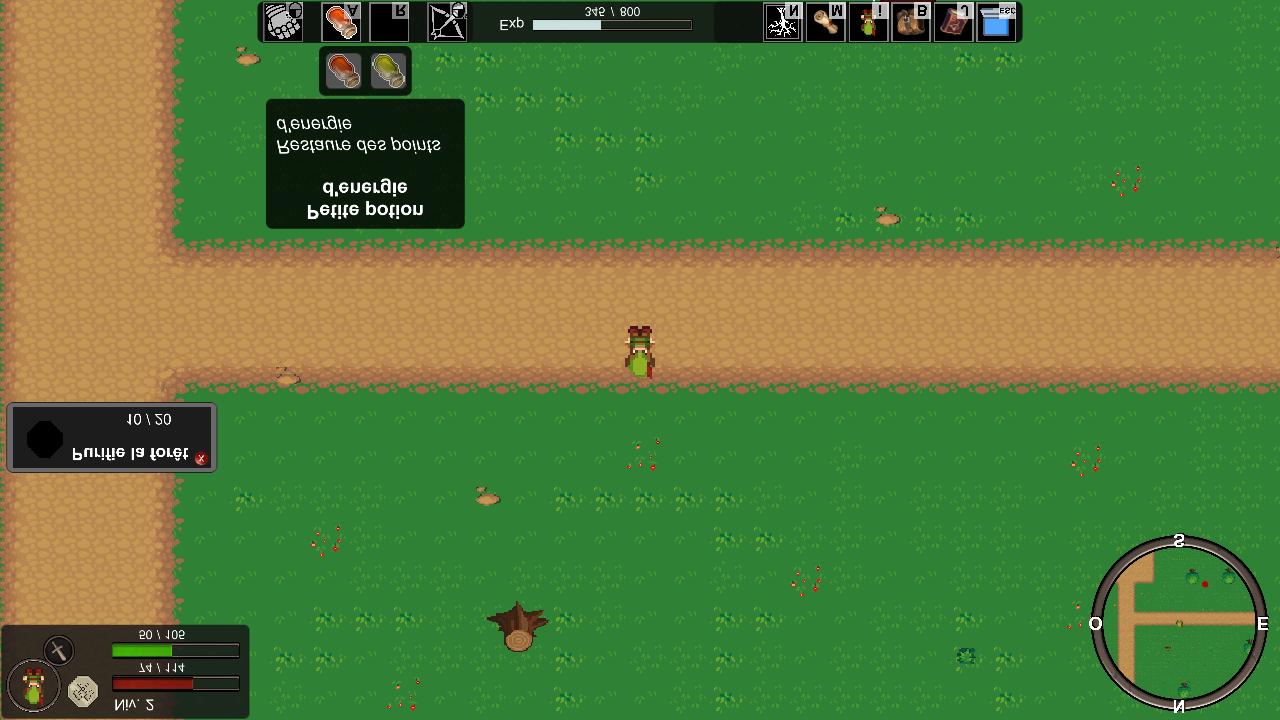 Niv. 2
74 / 114
50 / 105
N
O
E
S
Purifie la forêt
10 / 20
Petite potion
d'energie
Restaure des points
d'energie
A
R
Exp
345 / 800
N
M
I
B
J
ESC